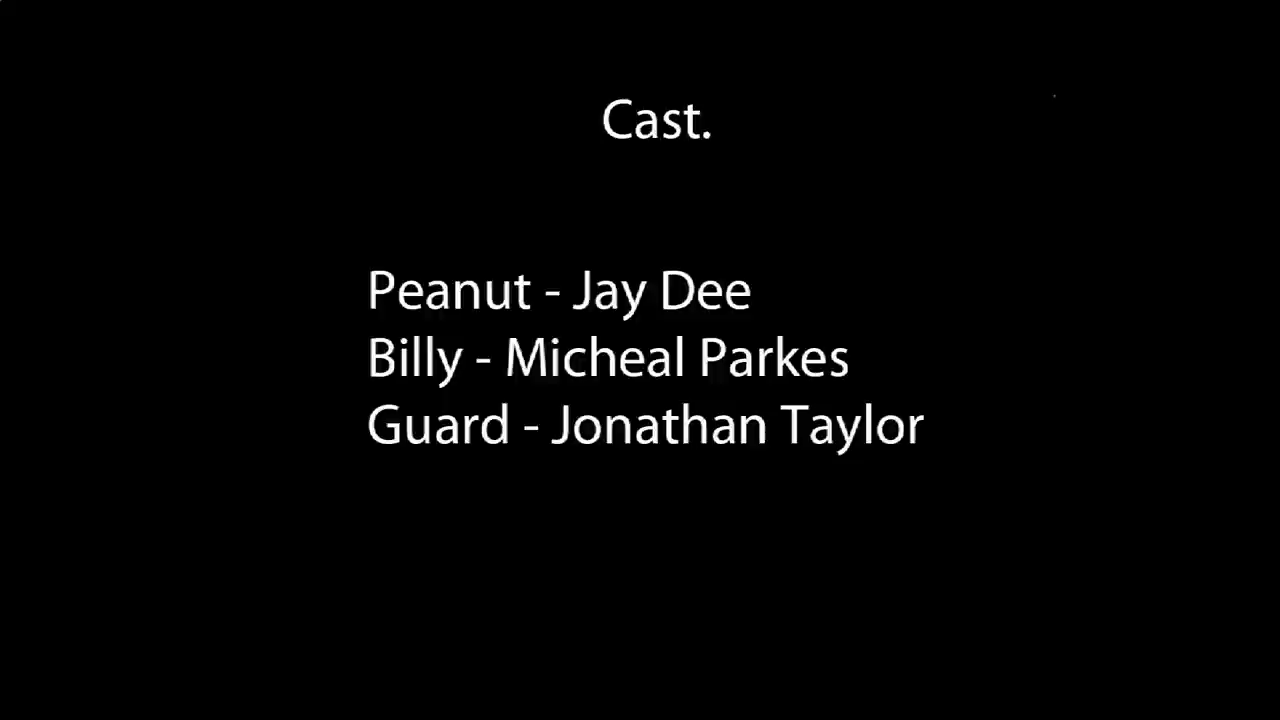 Cast.
Peanut - Jay Dee
Billy - Micheal Parkes
Guard - Jonathan Taylor